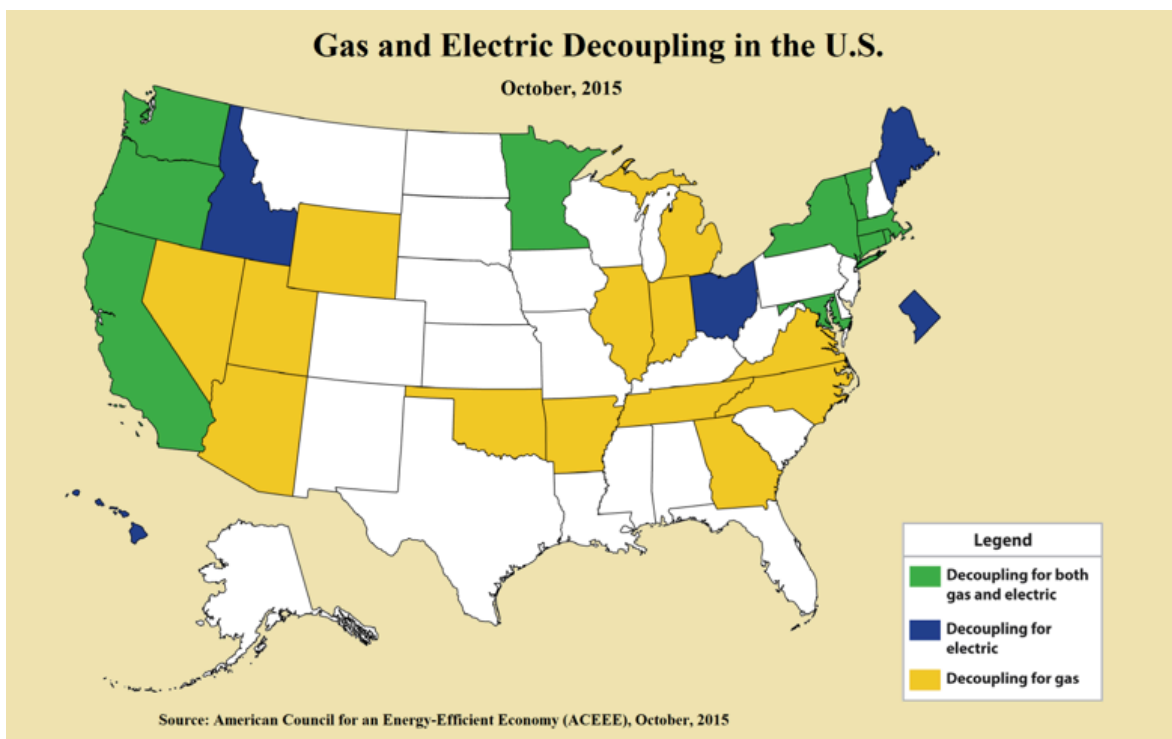 Gas and Electric Decoupling in the U.S.
October, 2015
Legend
Decoupling for both
gas and electric
Decoupling for
electric
Decoupling for gas
Source: American Council for an Energy-Efficient Economy (ACEEE), October, 2015